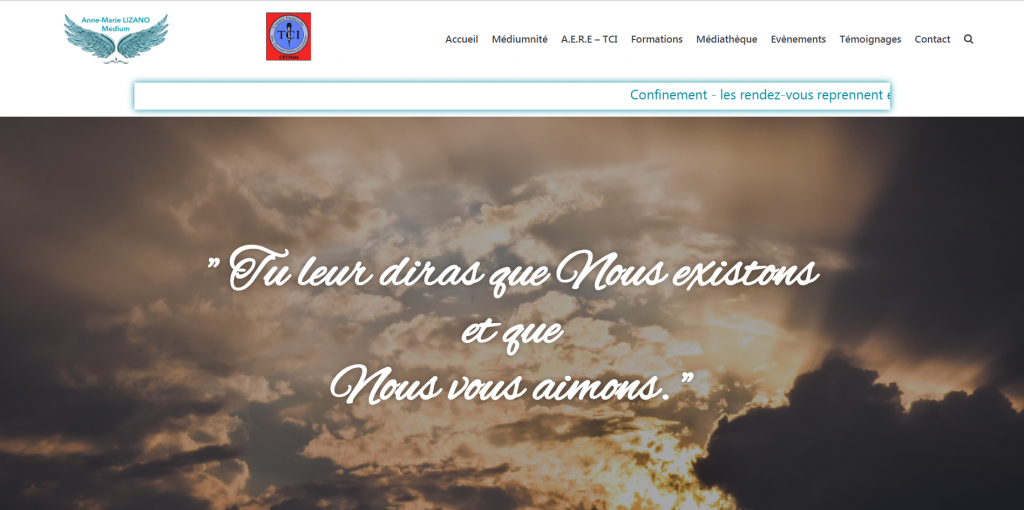 Anne-Marie LIZANO
Medium
TCI
Accueil
Médiumnité
A.E.R.E – TCI
Formations
Médiathèque
Evènements
Témoignages
Contact
Confinement - les rendez-vous reprennent
” Tu leur diras que Nous existons
et que
Nous vous aimons.”